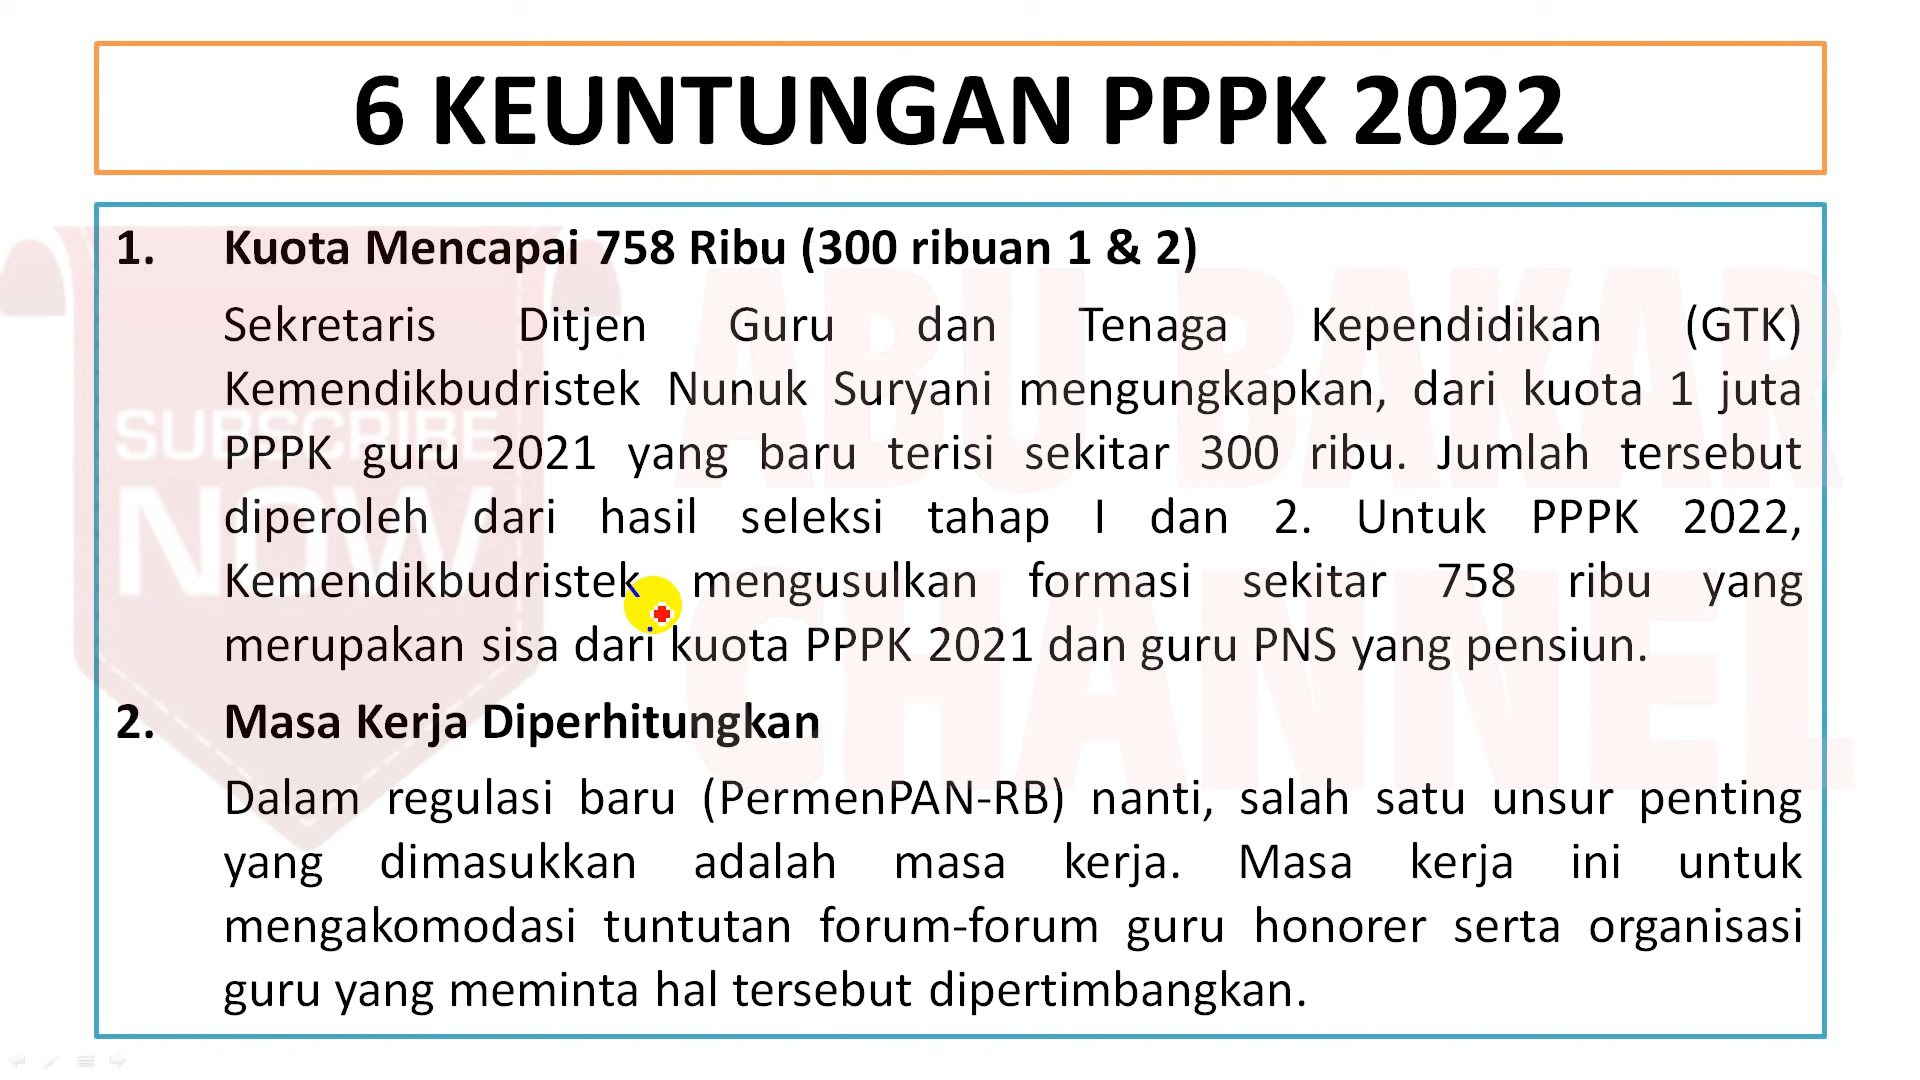 6 KEUNTUNGAN PPPK 2022
1. Kuota Mencapai 758 Ribu (300 ribuan 1 & 2)
Sekretaris Ditjen Guru dan Tenaga Kependidikan (GTK)
Kemendikbudristek Nunuk Suryani mengungkapkan, dari kuota 1 juta
PPPK guru 2021 yang baru terisi sekitar 300 ribu. Jumlah tersebut
diperoleh dari hasil seleksi tahap I dan 2. Untuk PPPK 2022,
Kemendikbudristek mengusulkan formasi sekitar 758 ribu yang
merupakan sisa dari kuota PPPK 2021 dan guru PNS yang pensiun.
2. Masa Kerja Diperhitungkan
Dalam regulasi baru (PermenPAN-RB) nanti, salah satu unsur penting
yang dimasukkan adalah masa kerja. Masa kerja ini untuk
mengakomodasi tuntutan forum-forum guru honorer serta organisasi
guru yang meminta hal tersebut dipertimbangkan.
SUBSCRIBE
NOW
ABU BAKAR
CHANNEL